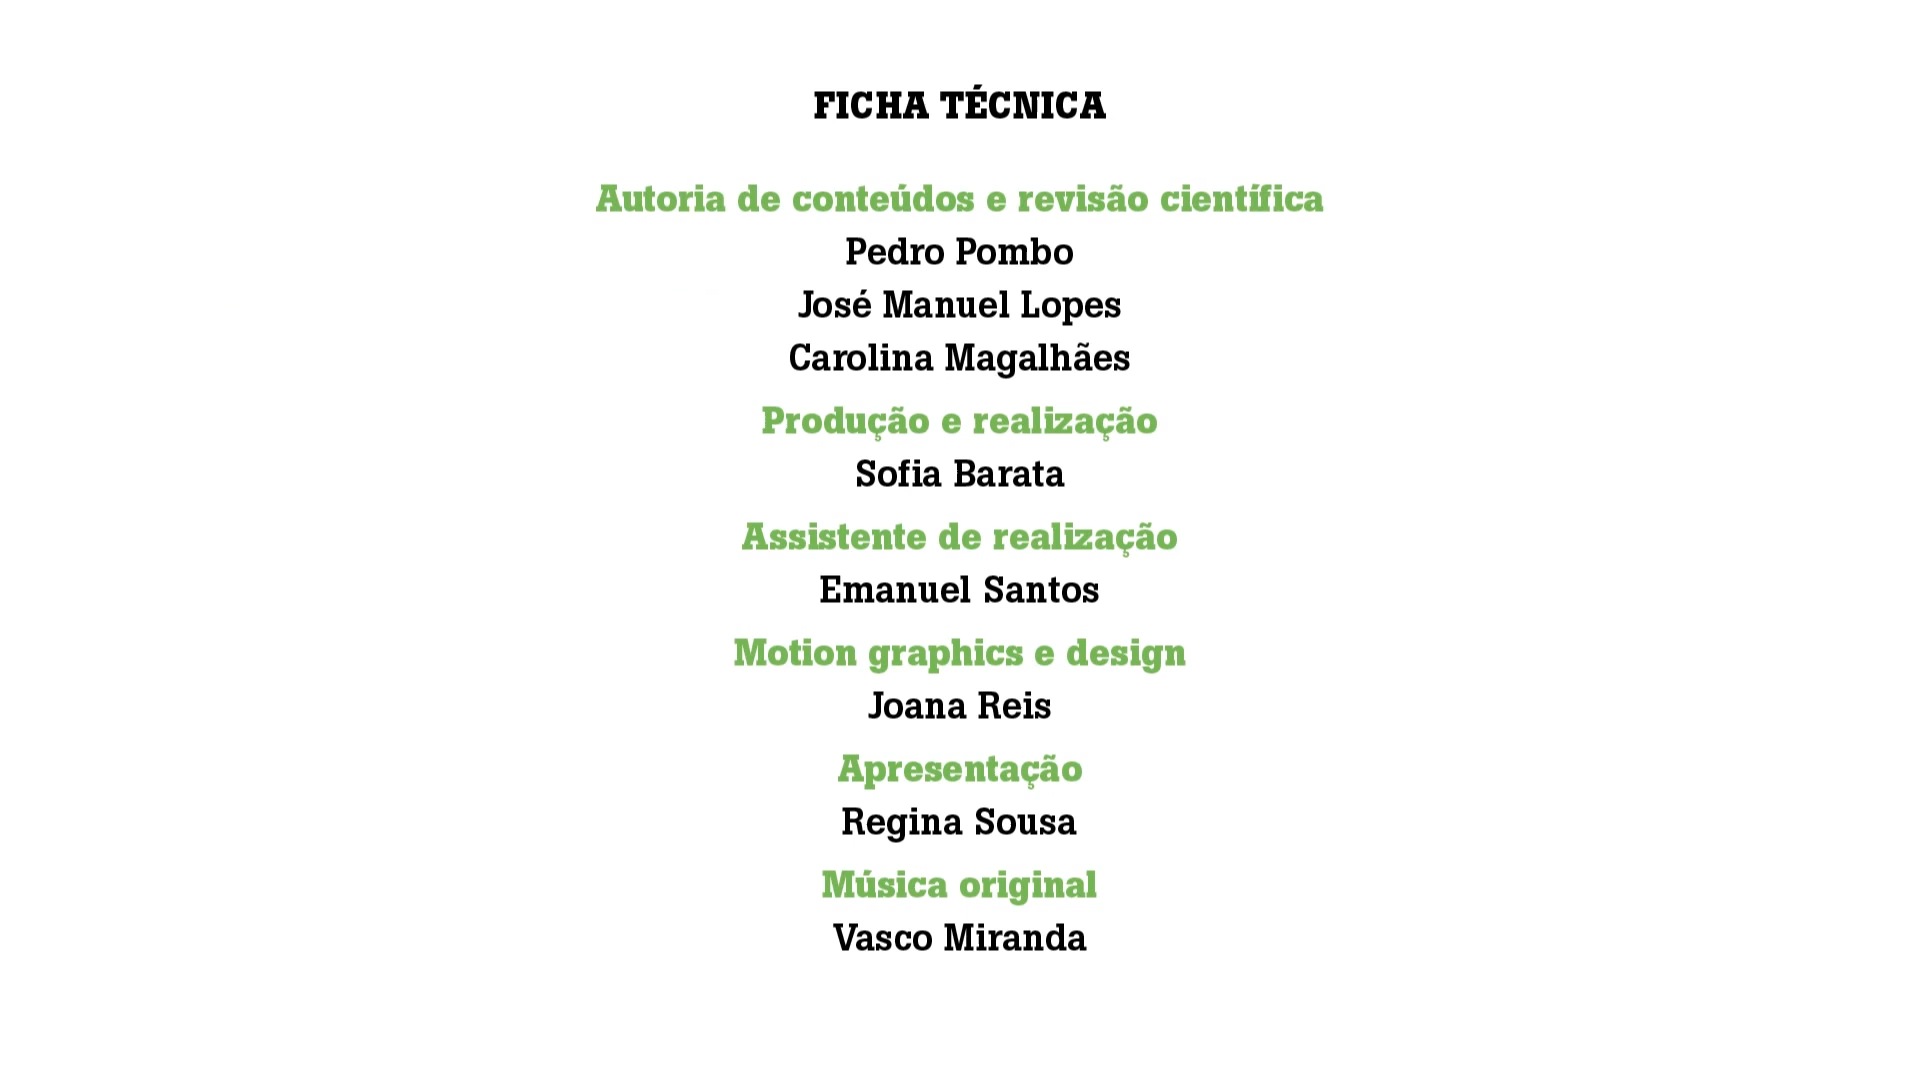 FICHA TÉCNICA
Autoria de conteúdos e revisão científica
Pedro Pombo
José Manuel Lopes
Carolina Magalhães
Produção e realização
Sofia Barata
Assistente de realização
Emanuel Santos
Motion graphics e design
Joana Reis
Apresentação
Regina Sousa
Música original
Vasco Miranda